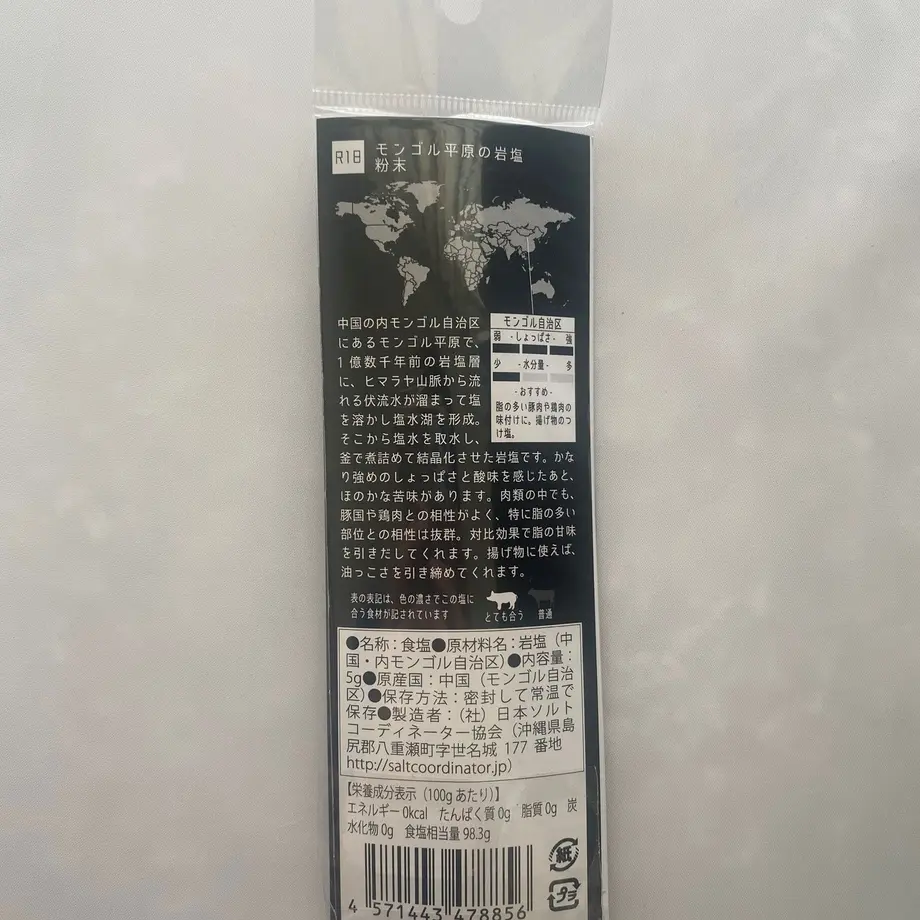 R18
モンゴル平原の岩塩
粉末
中国の内モンゴル自治区
にあるモンゴル平原で、
1億数千年前の岩塩層
に、ヒマラヤ山脈から流
れる伏流水が溜まって塩
を溶かし塩水湖を形成。
そこから塩水を取水し、
釜で煮詰めて結晶化させた岩塩です。かな
り強めのしょっぱさと酸味を感じたあと、
ほのかな苦味があります。肉類の中でも、
豚国や鶏肉との相性がよく、特に脂の多い
部位との相性は抜群。対比効果で脂の甘味
を引きだしてくれます。揚げ物に使えば、
油っこさを引き締めてくれます。
モンゴル自治区
弱 -しょっぱさ- 強
少 -水分量- 多
-おすすめ-
脂の多い豚肉や鶏肉の
味付けに。揚げ物のつ
け塩。
表の表記は、色の濃さでこの塩に
合う食材が記されています
とても合う 普通
●名称：食塩●原材料名：岩塩（中
国・内モンゴル自治区）●内容量：
5g●原産国：中国（モンゴル自治
区）●保存方法：密封して常温で
保存●製造者：（社）日本ソルト
コーディネーター協会（沖縄県島
尻郡八重瀬町字世名城 177 番地
http://saltcoordinator.jp）
【栄養成分表示（100gあたり）】
エネルギー 0kcal たんぱく質 0g 脂質 0g 炭
水化物 0g 食塩相当量 98.3g
紙
プラ
4 571443 478856